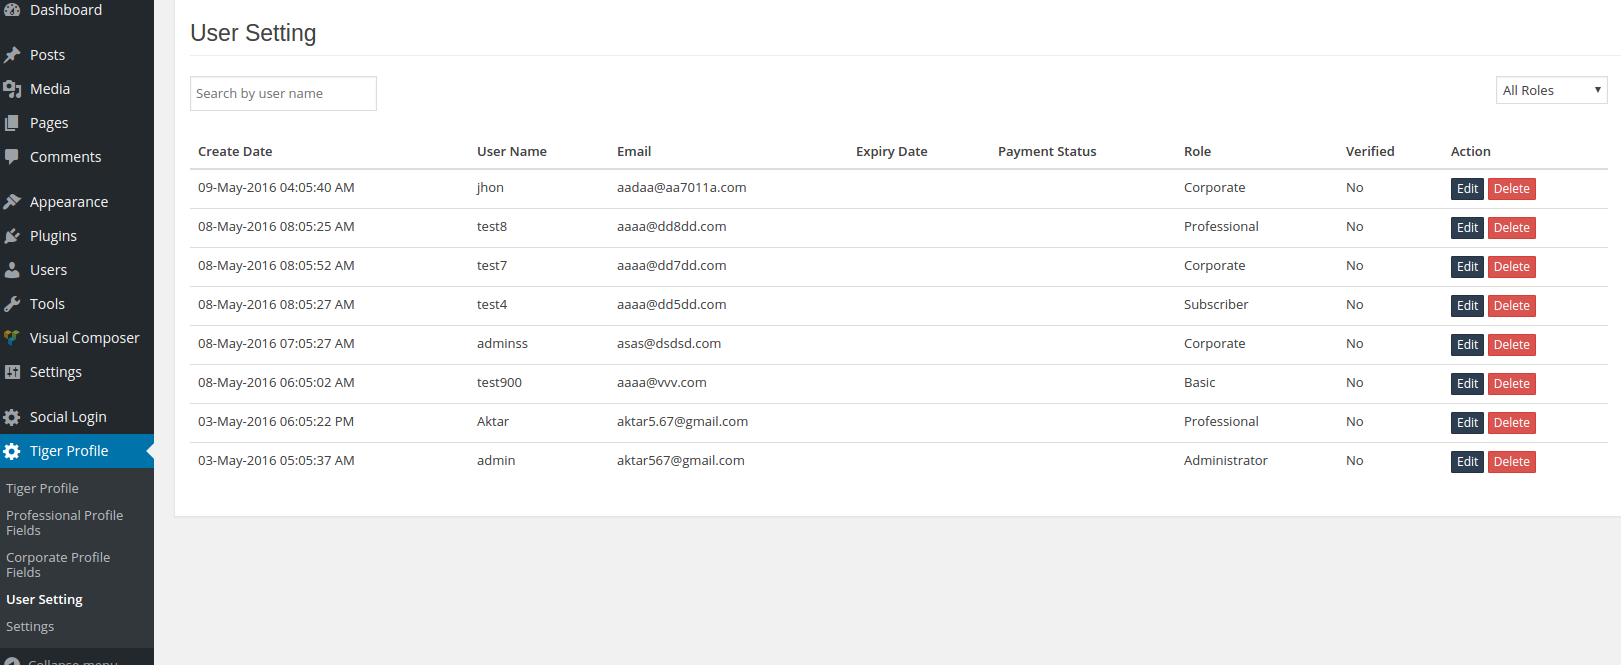 Dashboard
Posts
Media
Pages
Comments
Appearance
Plugins
Users
Tools
Visual Composer
Settings
Social Login
Tiger Profile
Tiger Profile
Professional Profile
Fields
Corporate Profile
Fields
User Setting
Settings
Collapse menu
User Setting
Search by user name
All Roles
Create Date User Name Email Expiry Date Payment Status Role Verified Action
09-May-2016 04:05:40 AM jhon aadaa@aa7011a.com Corporate No Edit Delete
08-May-2016 08:05:25 AM test8 aaaa@dd8dd.com Professional No Edit Delete
08-May-2016 08:05:52 AM test7 aaaa@dd7dd.com Corporate No Edit Delete
08-May-2016 08:05:27 AM test4 aaaa@dd5dd.com Subscriber No Edit Delete
08-May-2016 07:05:27 AM adminss asas@dsdsd.com Corporate No Edit Delete
08-May-2016 06:05:02 AM test900 aaaa@vvv.com Basic No Edit Delete
03-May-2016 06:05:22 PM Aktar aktar5.67@gmail.com Professional No Edit Delete
03-May-2016 05:05:37 AM admin aktar567@gmail.com Administrator No Edit Delete